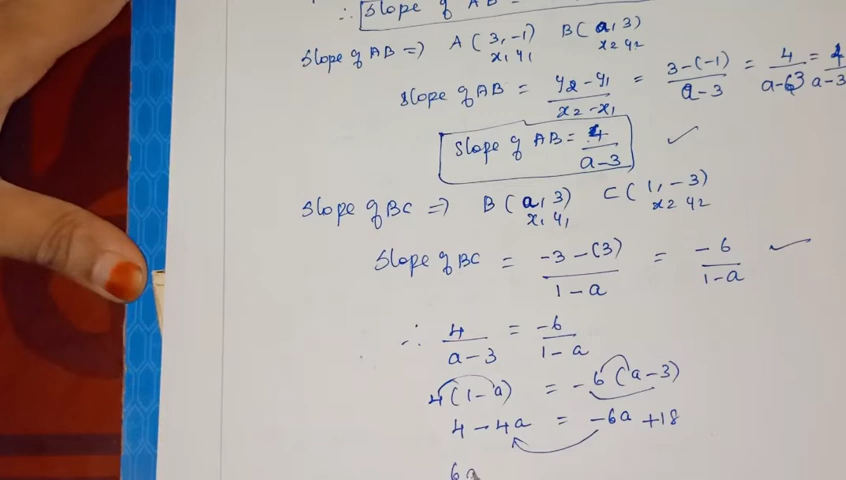 ∴ Slope of AB =
Slope of AB => A ( 3, -1) B( a, 3)
x₁ y₁ x₂ y₂
Slope of AB = y₂ - y₁ / x₂ - x₁ = 3-(-1) / a-3 = 4 / a-3 = 4 / a-3
Slope of AB = 4 / a-3 ✓
Slope of BC => B( a, 3) C( 1, -3)
x₁ y₁ x₂ y₂
Slope of BC = -3 - (3) / 1-a = -6 / 1-a ✓
∴ 4 / a-3 = -6 / 1-a
4(1-a) = -6 (a-3)
4 - 4a = -6a +18
6a